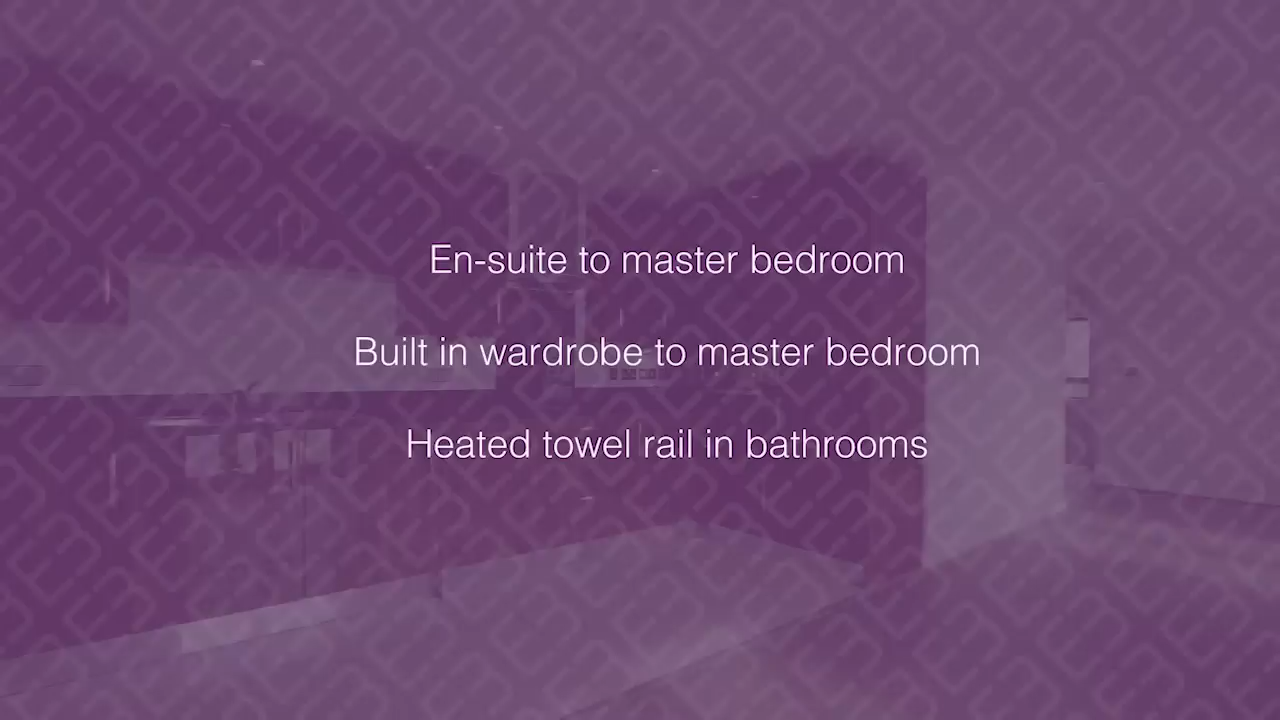 En-suite to master bedroom
Built in wardrobe to master bedroom
Heated towel rail in bathrooms